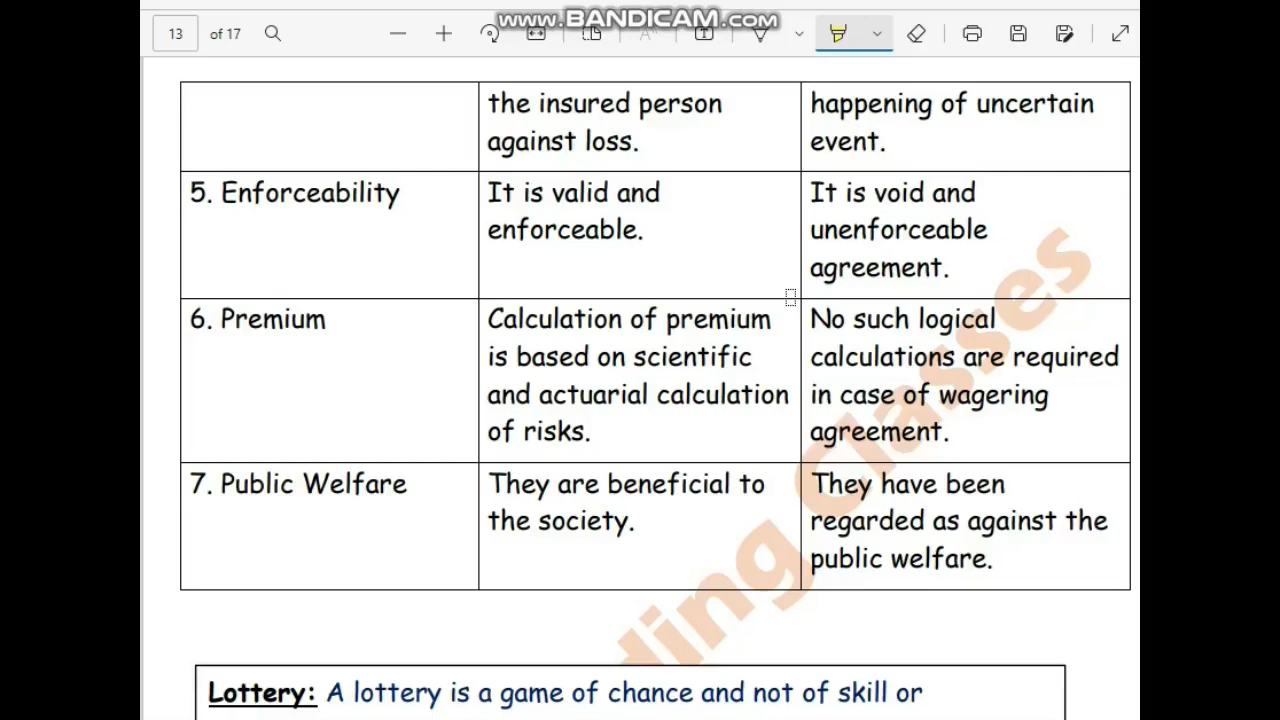 www.BANDICAM.com
13 of 17
the insured person
against loss.
happening of uncertain
event.
5. Enforceability
It is valid and
enforceable.
It is void and
unenforceable
agreement.
6. Premium
Calculation of premium
is based on scientific
and actuarial calculation
of risks.
No such logical
calculations are required
in case of wagering
agreement.
7. Public Welfare
They are beneficial to
the society.
They have been
regarded as against the
public welfare.
ding Classes
Lottery: A lottery is a game of chance and not of skill or